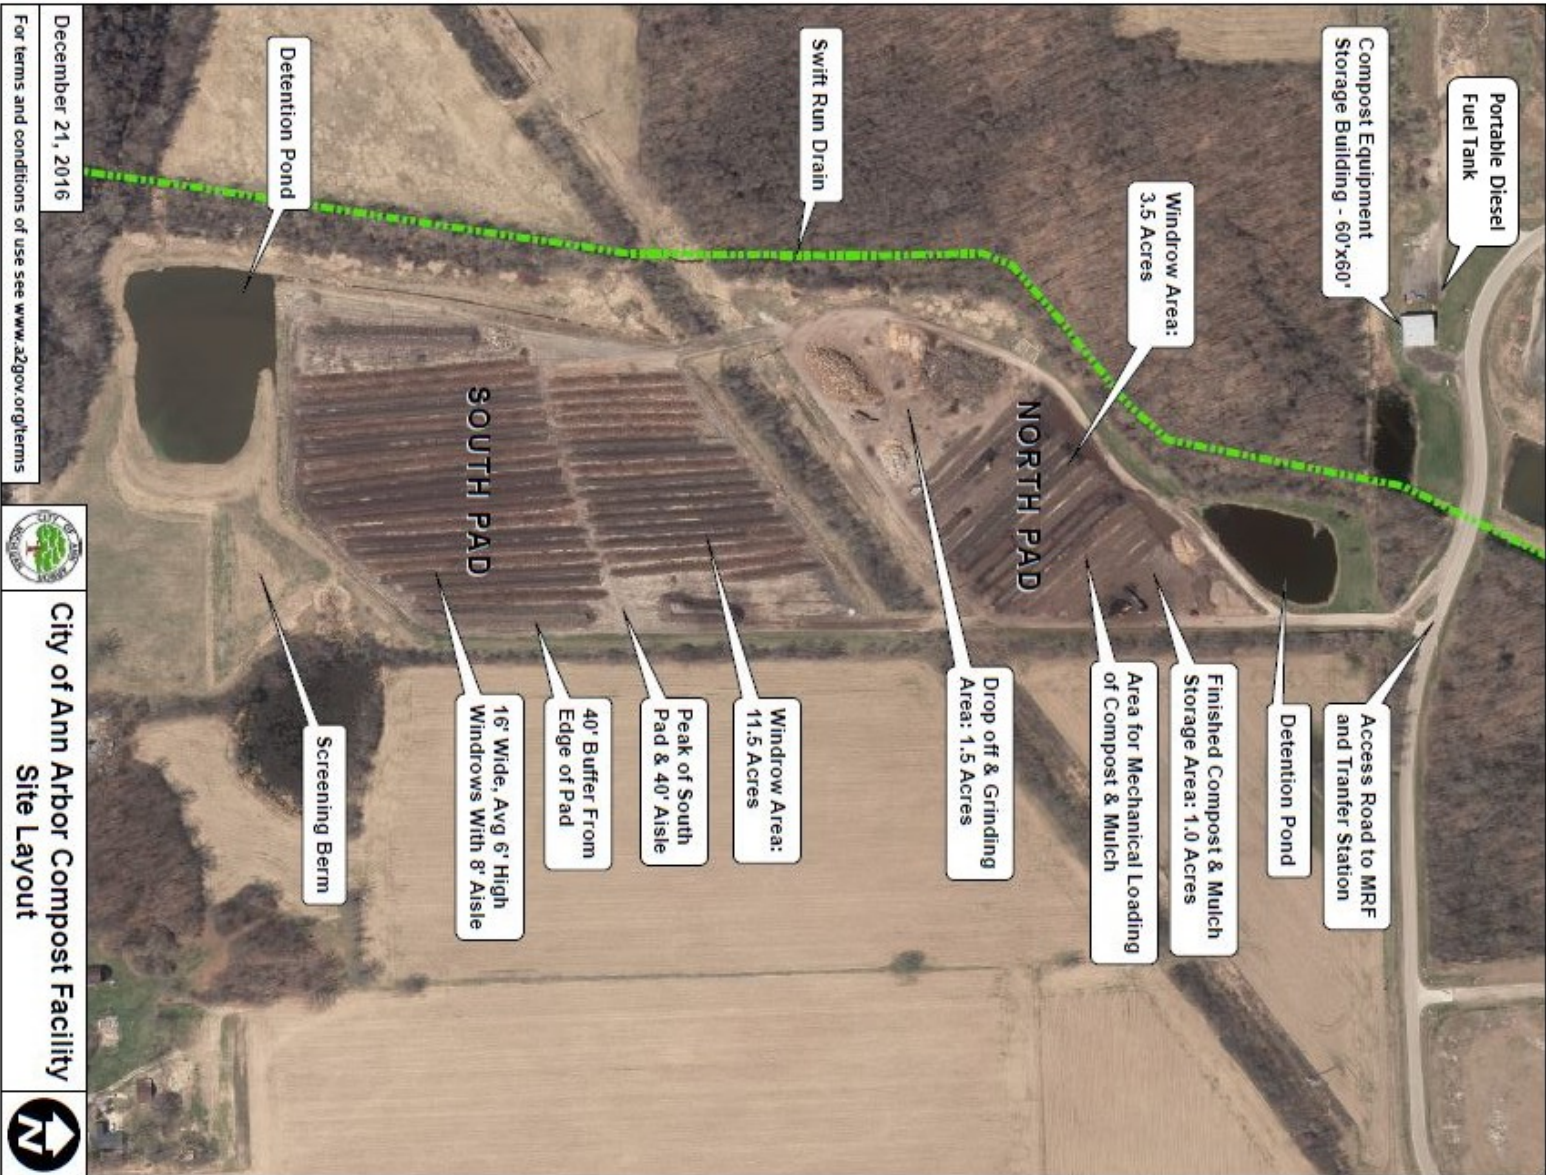 Portable Diesel
Fuel Tank
Compost Equipment
Storage Building - 60'x60'
Access Road to MRF
and Tranfer Station
Detention Pond
Windrow Area:
3.5 Acres
Finished Compost & Mulch
Storage Area: 1.0 Acres
Area for Mechanical Loading
of Compost & Mulch
NORTH PAD
Drop off & Grinding
Area: 1.5 Acres
Swift Run Drain
Windrow Area:
11.5 Acres
Peak of South
Pad & 40' Aisle
40' Buffer From
Edge of Pad
SOUTH PAD
16' Wide, Avg 6' High
Windrows With 8' Aisle
Detention Pond
Screening Berm
December 21, 2016
For terms and conditions of use see www.a2gov.org/terms
CITY OF ANN ARBOR
MICHIGAN
City of Ann Arbor Compost Facility
Site Layout
N